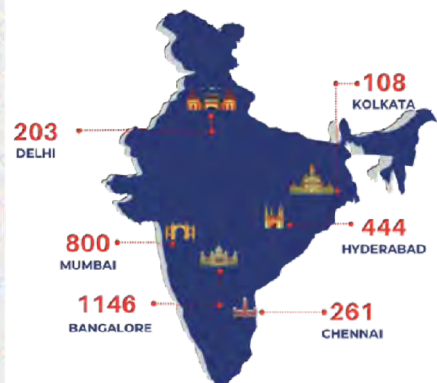 108
KOLKATA
203
DELHI
444
HYDERABAD
800
MUMBAI
1146
BANGALORE
261
CHENNAI